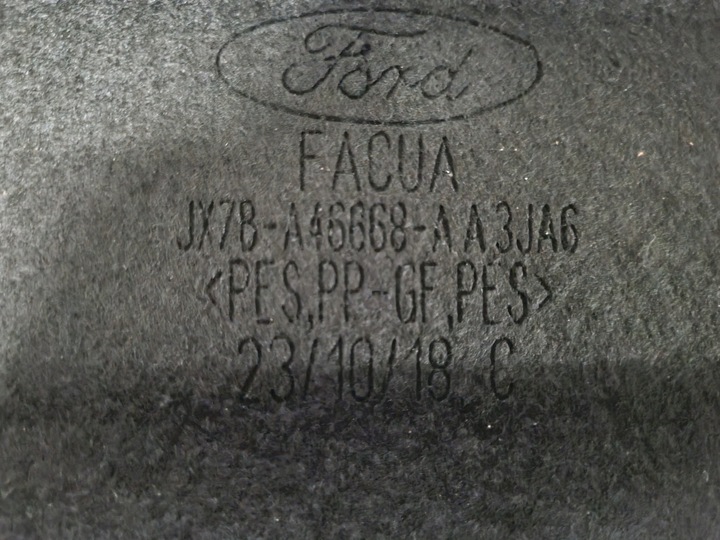 Ford
FACUA
JX7B-A46668-AA3JA6
<PES,PP-GF,PES>
23/10/18 C